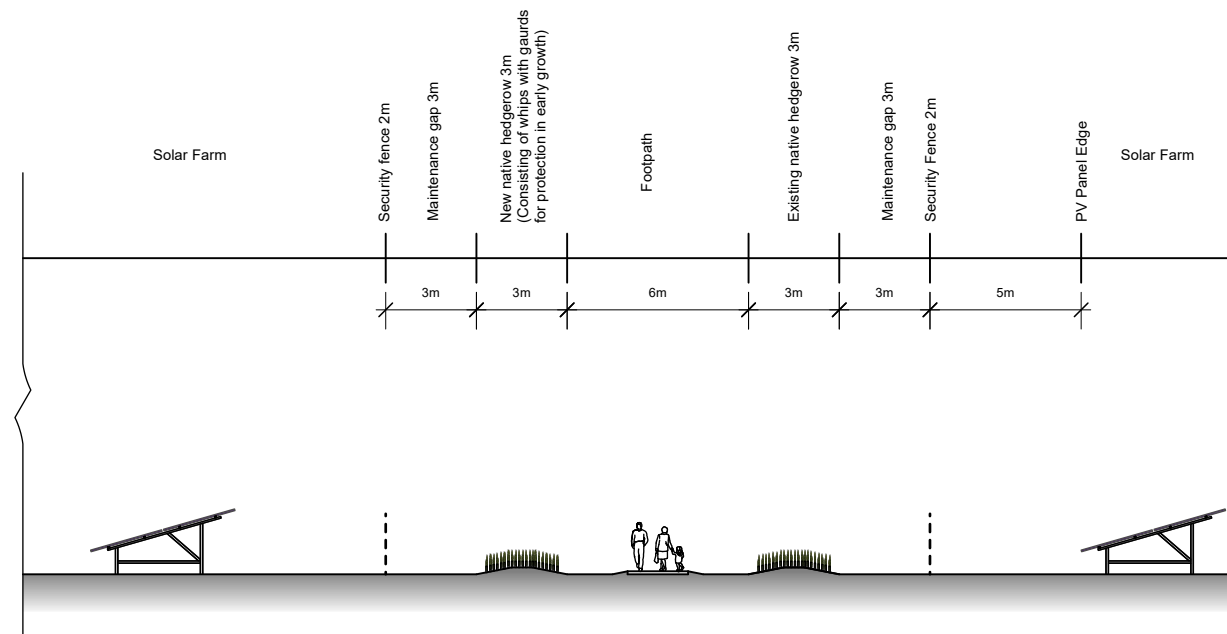 Solar Farm
Security fence 2m
Maintenance gap 3m
New native hedgerow 3m
(Consisting of whips with gaurds
for protection in early growth)
Footpath
Existing native hedgerow 3m
Maintenance gap 3m
Security Fence 2m
PV Panel Edge
Solar Farm
3m
3m
6m
3m
3m
5m